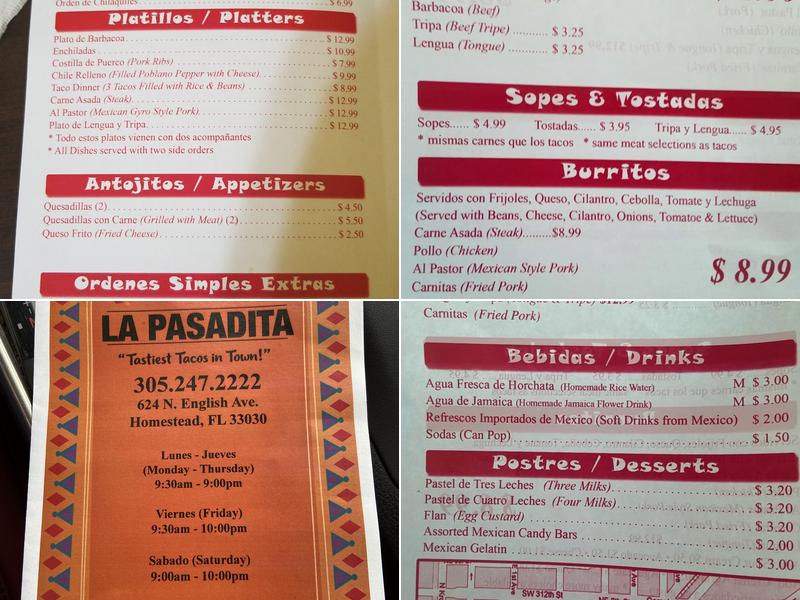 Orden de Chilaquiles $ 6.99
Platillos / Platters
Plato de Barbacoa $ 12.99
Enchiladas $ 10.99
Costilla de Puerco (Pork Ribs) $ 7.99
Chile Relleno (Filled Poblano Pepper with Cheese) $ 9.99
Taco Dinner (3 Tacos Filled with Rice & Beans) $ 8.99
Carne Asada (Steak) $ 12.99
Al Pastor (Mexican Gyro Style Pork) $ 12.99
Plato de Lengua y Tripa $ 12.99
* Todo estos platos vienen con dos acompañantes
* All Dishes served with two side orders
Antojitos / Appetizers
Quesadillas (2) $ 4.50
Quesadillas con Carne (Grilled with Meat) (2) $ 5.50
Queso Frito (Fried Cheese) $ 2.50
Ordenes Simples Extras
Barbacoa (Beef)
Tripa (Beef Tripe) ........... $ 3.25
Lengua (Tongue) ........... $ 3.25
Sopes & Tostadas
Sopes...... $ 4.99 Tostadas...... $ 3.95 Tripa y Lengua...... $ 4.95
* mismas carnes que los tacos * same meat selections as tacos
Burritos
Servidos con Frijoles, Queso, Cilantro, Cebolla, Tomate y Lechuga
(Served with Beans, Cheese, Cilantro, Onions, Tomatoe & Lettuce)
Carne Asada (Steak).........$8.99
Pollo (Chicken)
Al Pastor (Mexican Style Pork)
Carnitas (Fried Pork)
$ 8.99
LA PASADITA
"Tastiest Tacos in Town!"
305.247.2222
624 N. English Ave.
Homestead, FL 33030
Lunes - Jueves
(Monday - Thursday)
9:30am - 9:00pm
Viernes (Friday)
9:30am - 10:00pm
Sabado (Saturday)
9:00am - 10:00pm
Carnitas (Fried Pork)
Bebidas / Drinks
Agua Fresca de Horchata (Homemade Rice Water) M $ 3.00
Agua de Jamaica (Homemade Jamaica Flower Drink) M $ 3.00
Refrescos Importados de Mexico (Soft Drinks from Mexico) $ 2.00
Sodas (Can Pop) $ 1.50
Postres / Desserts
Pastel de Tres Leches (Three Milks) $ 3.20
Pastel de Cuatro Leches (Four Milks) $ 3.20
Flan (Egg Custard) $ 3.20
Assorted Mexican Candy Bars $ 2.00
Mexican Gelatin $ 3.00
E 1st Ave
SW 312th St